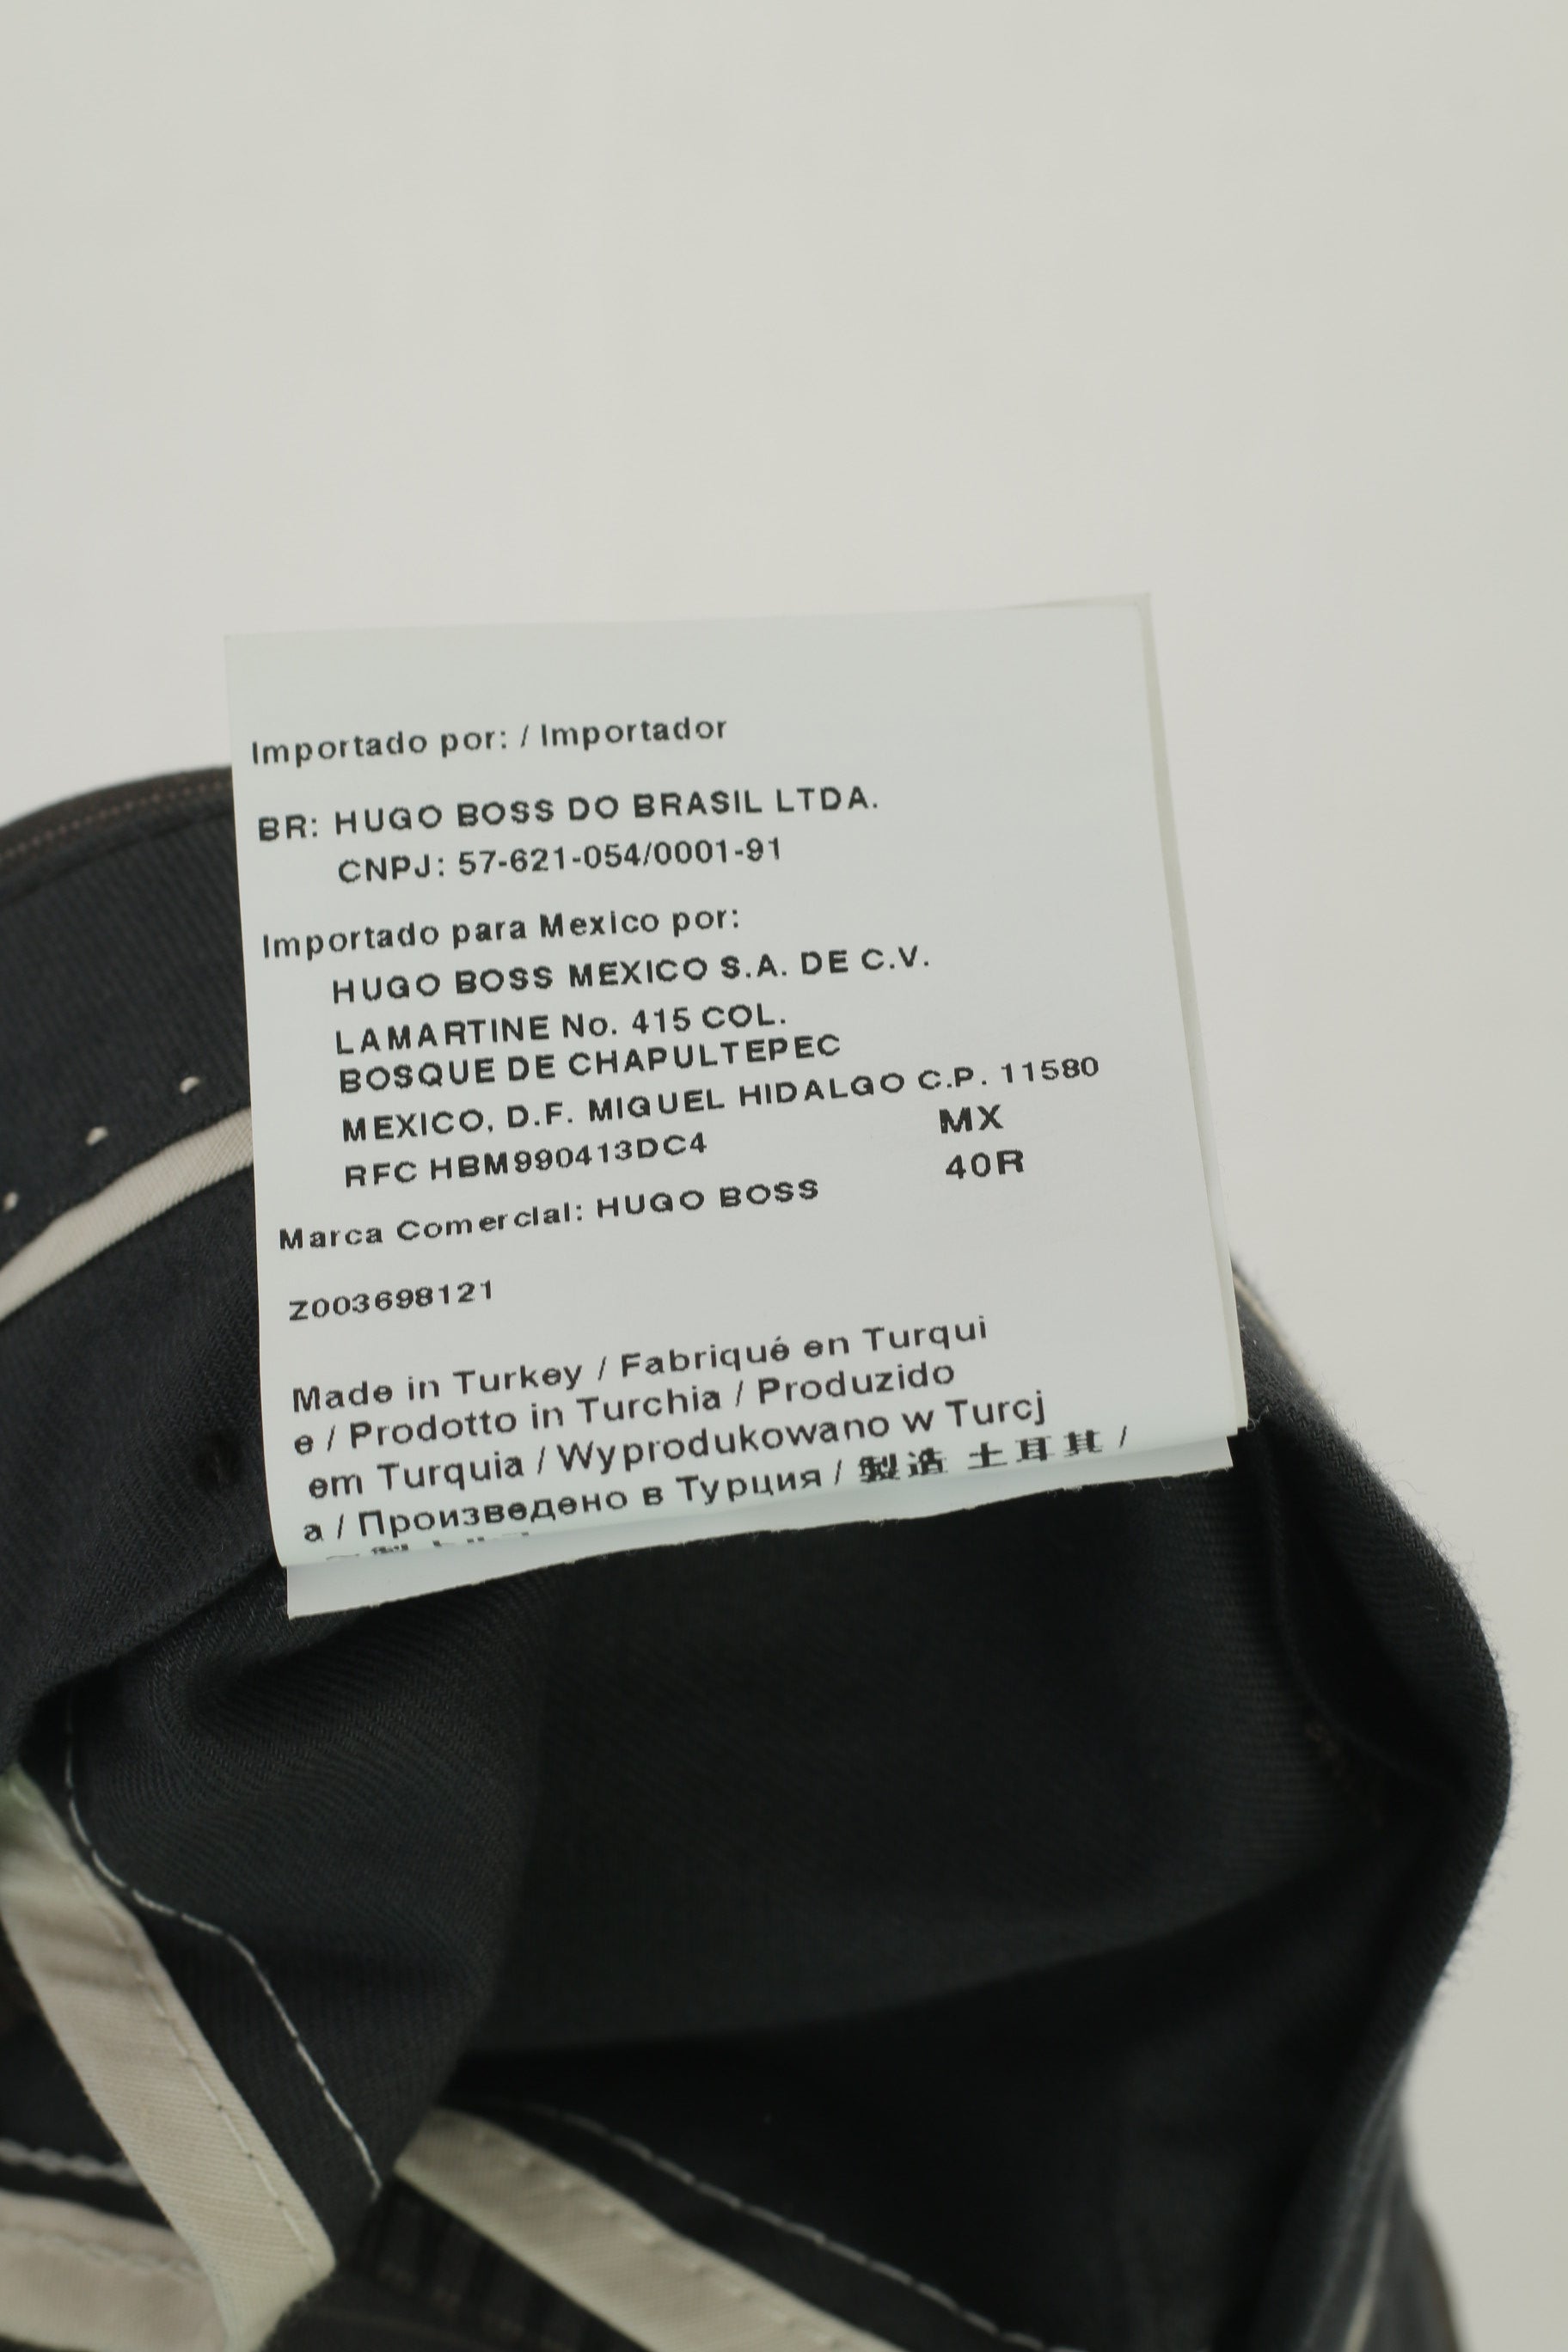 Importado por: / Importador
BR: HUGO BOSS DO BRASIL LTDA.
CNPJ: 57-621-054/0001-91
Importado para Mexico por:
HUGO BOSS MEXICO S.A. DE C.V.
LAMARTINE No. 415 COL.
BOSQUE DE CHAPULTEPEC
MEXICO, D.F. MIGUEL HIDALGO C.P. 11580
RFC HBM990413DC4 MX
Marca Comercial: HUGO BOSS 40R
Z003698121
Made in Turkey / Fabriqué en Turqui
e / Prodotto in Turchia / Produzido
em Turquia / Wyprodukowano w Turcj
a / Произведено в Турция / 製造 土耳其 /